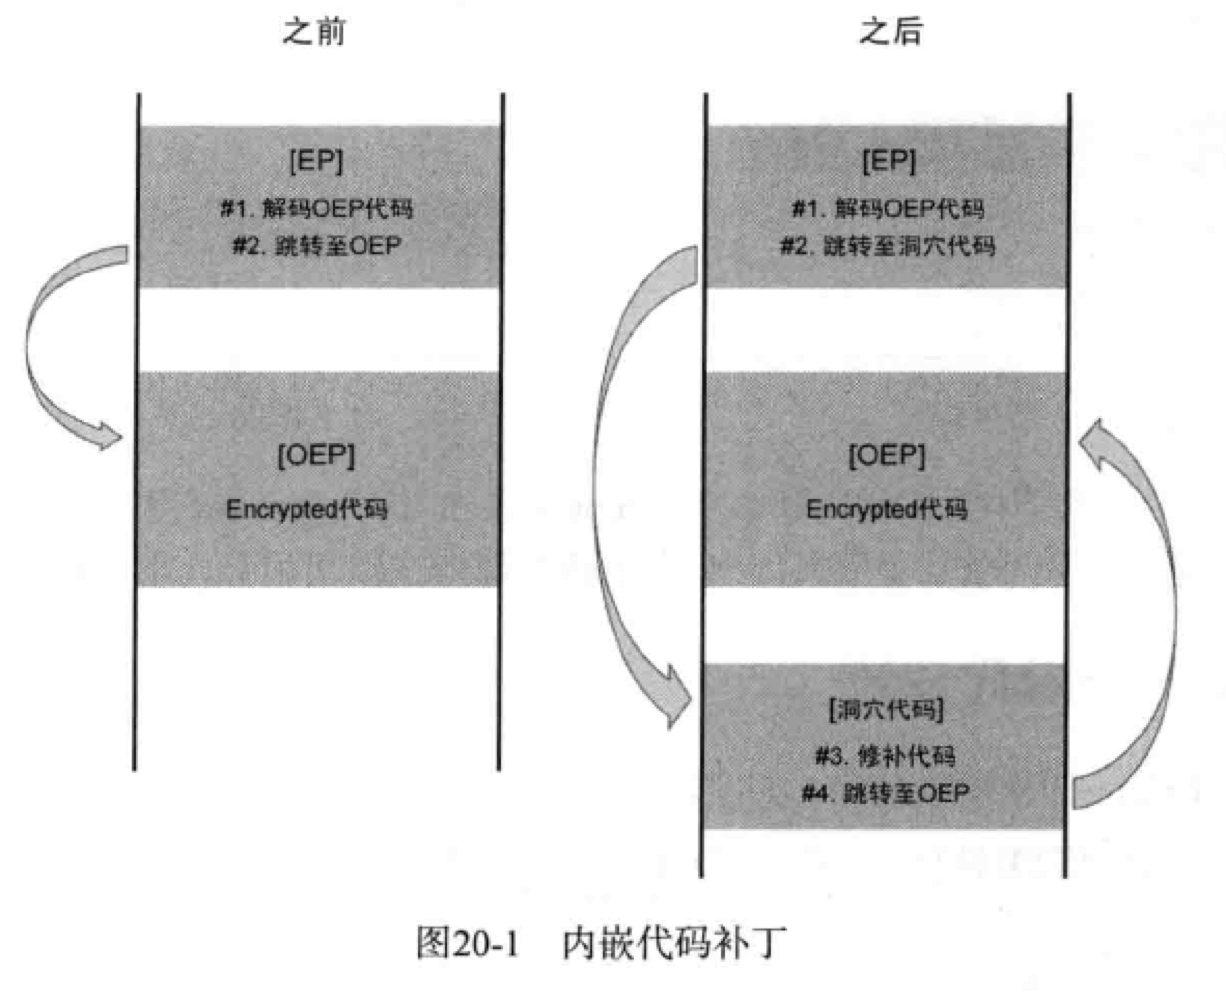 之前
[EP]
#1. 解码OEP代码
#2. 跳转至OEP
[OEP]
Encrypted代码
之后
[EP]
#1. 解码OEP代码
#2. 跳转至洞穴代码
[OEP]
Encrypted代码
[洞穴代码]
#3. 修补代码
#4. 跳转至OEP
图20-1 内嵌代码补丁